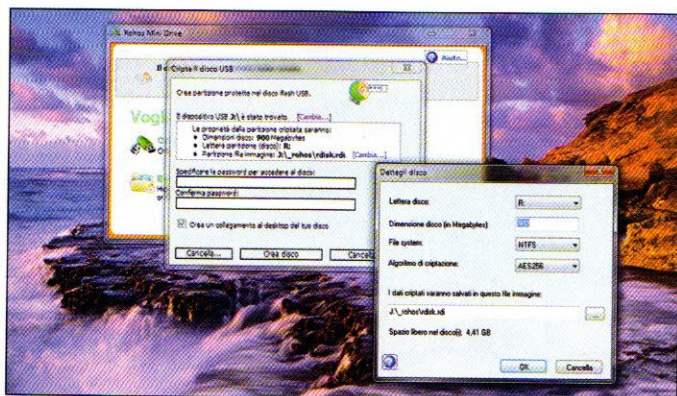 Rohos Mini Drive
Aiuto...
Il
Cripta il disco USB
Crea partizione protetta nel disco flash USB.
Il dispositivo USB J:\ è stato trovato [Cambia...
Le proprietà della partizione criptata saranno:
Dimensioni disco: 900 Megabytes
Lettera partizione (disco) R:
Partizione file immagine: J:\_rohos\rdisk.rdi. [Cambia...]
Specificare la password per accedere al disco:
Conferma password:
Crea un collegamento al desktop del tuo disco
Cancella... Crea disco
Dettagli disco
Lettera disco: R:
Dimensione disco (in Megabytes)
File system: NTFS
Algoritmo di criptazione: AES256
I dati criptati saranno salvati in questo file immagine:
J:\_rohos\rdisk.rdi ...
Spazio libero nel disco(i): 4,41 GB
OK Cancella